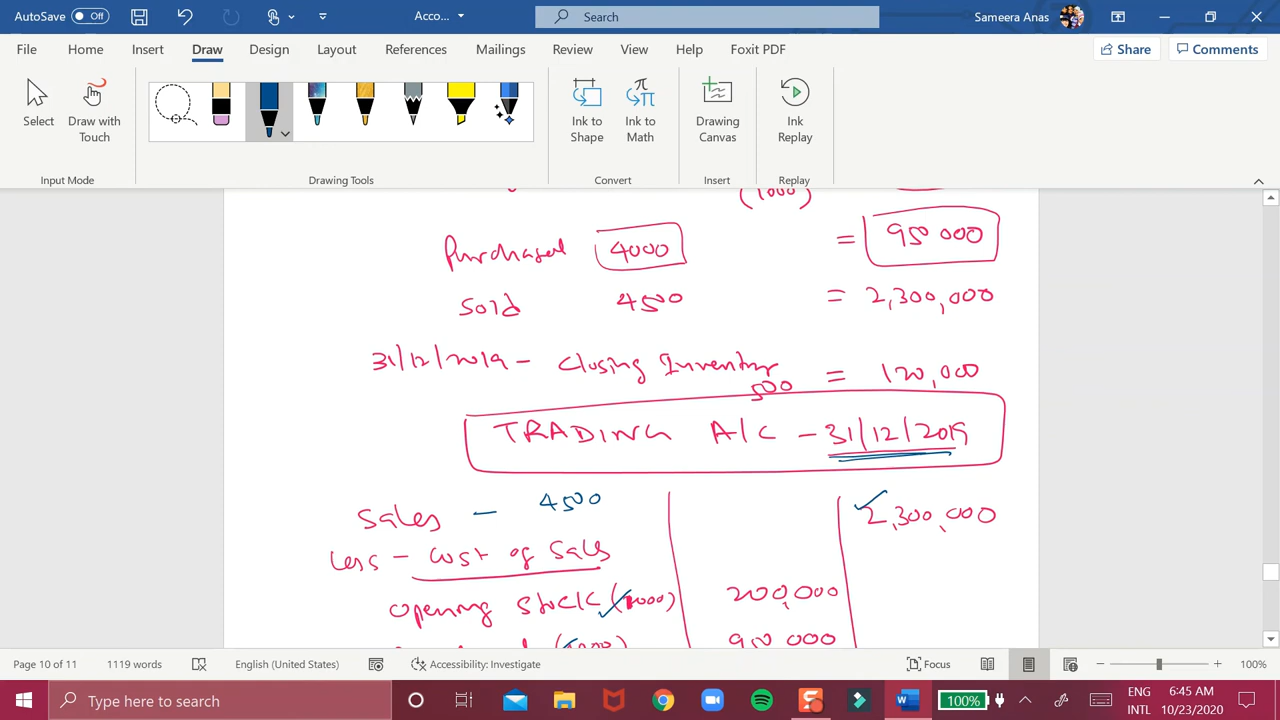 AutoSave Off Acco... Search Sameera Anas
File Home Insert Draw Design Layout References Mailings Review View Help Foxit PDF Share Comments
Select Draw with Touch Ink to Shape Ink to Math Drawing Canvas Ink Replay
Input Mode Drawing Tools Convert Insert Replay
(1000)
Purchased 4000 = 950 000
Sold 4500 = 2,300,000
31/12/2019 - Closing Inventory 500 = 120,000
TRADING A/C - 31/12/2019
Sales - 4500 2,300,000
Less - Cost of Sales
Opening stock (1000) 200,000
950 000
Page 10 of 11 1119 words English (United States) Accessibility: Investigate Focus 100%
Type here to search 100% ENG INTL 6:45 AM 10/23/2020